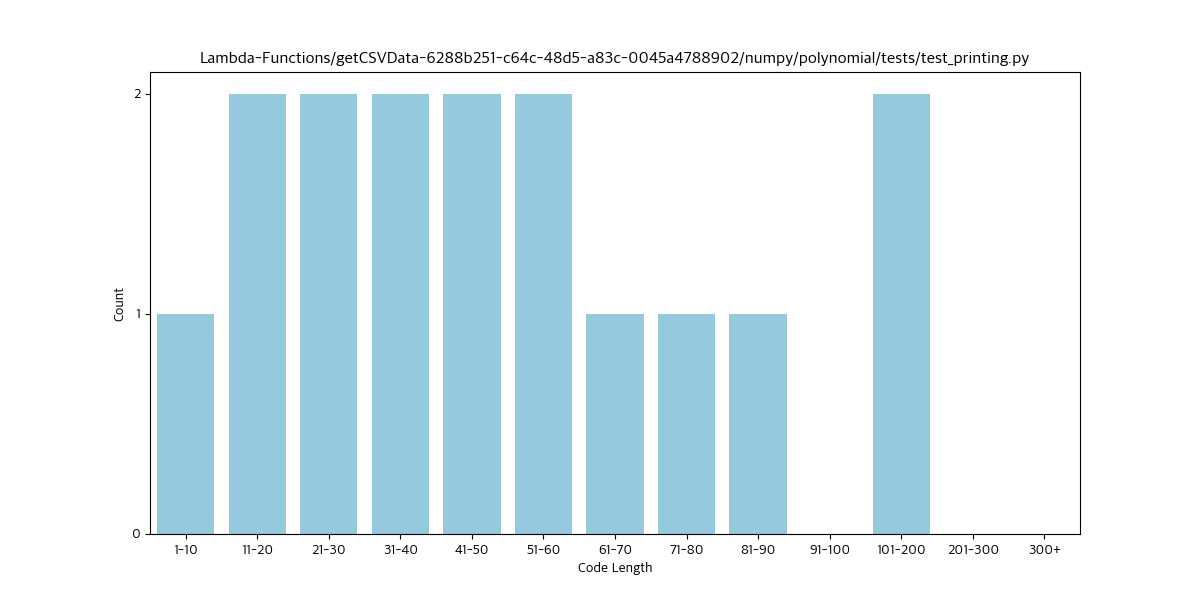 Lambda-Functions/getCSVData-6288b251-c64c-48d5-a83c-0045a4788902/numpy/polynomial/tests/test_printing.py
Count
2
1
0
1-10 11-20 21-30 31-40 41-50 51-60 61-70 71-80 81-90 91-100 101-200 201-300 300+
Code Length